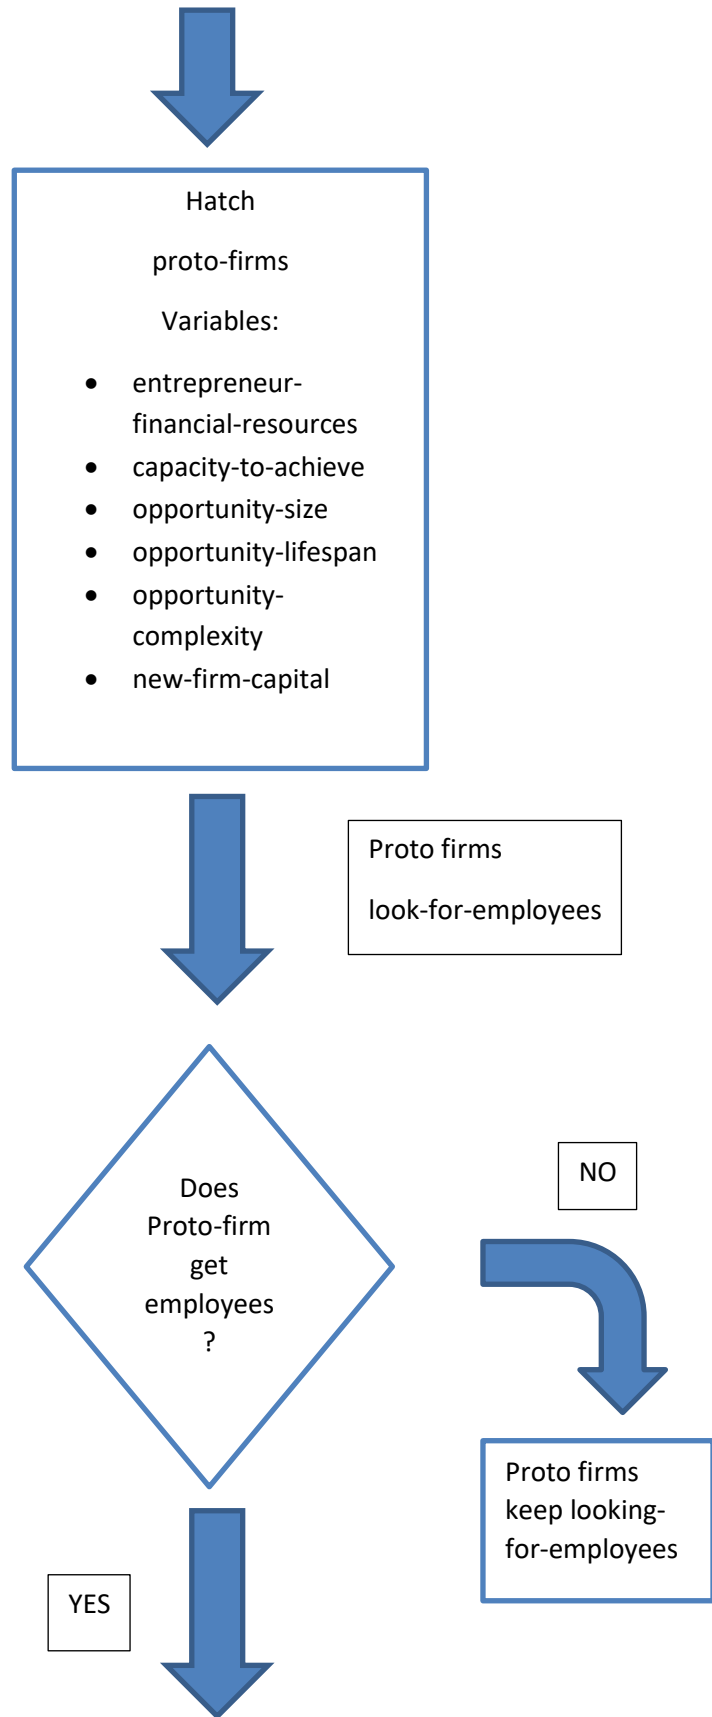 Hatch
proto-firms
Variables:
• entrepreneur-
financial-resources
• capacity-to-achieve
• opportunity-size
• opportunity-lifespan
• opportunity-
complexity
• new-firm-capital
Proto firms
look-for-employees
Does
Proto-firm
get
employees
?
NO
Proto firms
keep looking-
for-employees
YES